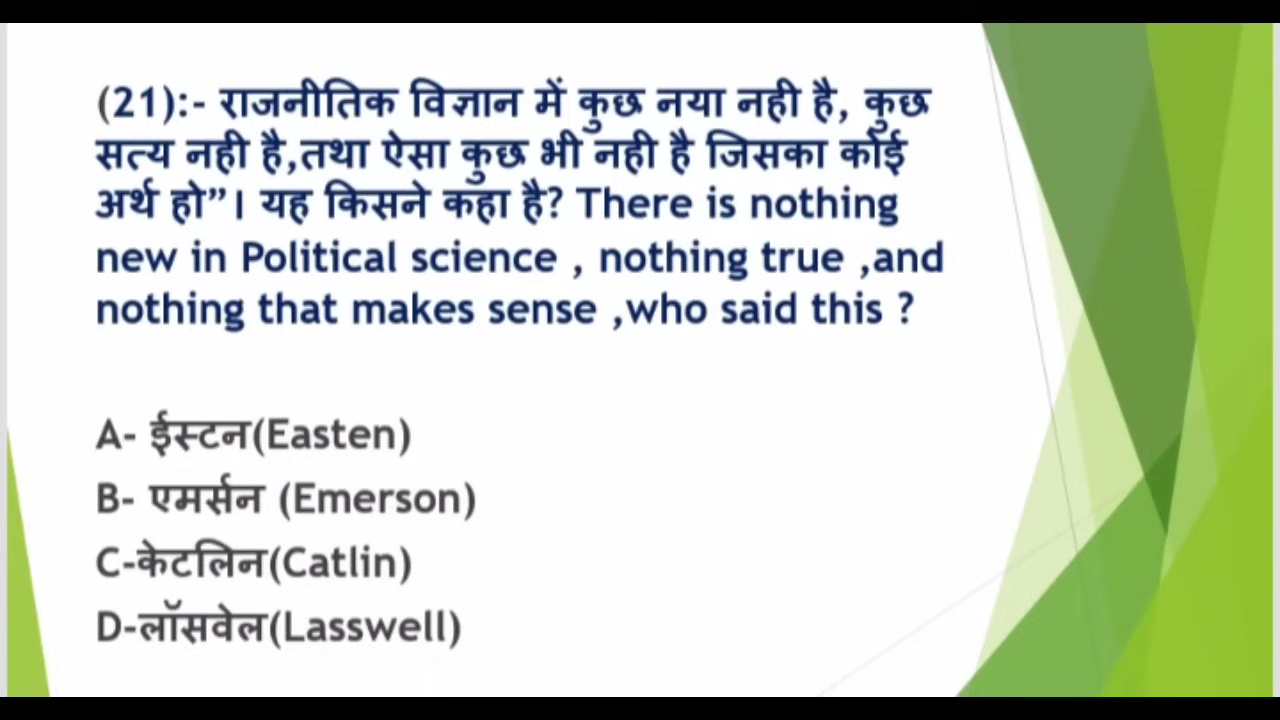 (21):- राजनीतिक विज्ञान में कुछ नया नही है, कुछ
सत्य नही है,तथा ऐसा कुछ भी नही है जिसका कोई
अर्थ हो”। यह किसने कहा है? There is nothing
new in Political science , nothing true ,and
nothing that makes sense ,who said this ?
A- ईस्टन(Easten)
B- एमर्सन (Emerson)
C-केटलिन(Catlin)
D-लॉसवेल(Lasswell)